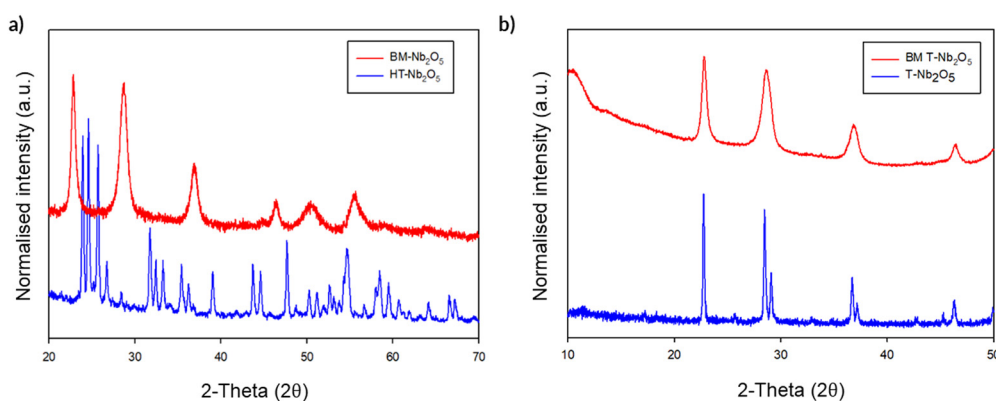 a)
BM-Nb₂O₅
HT-Nb₂O₅
Normalised intensity (a.u.)
20 30 40 50 60 70
2-Theta (2θ)
b)
BM T-Nb₂O₅
T-Nb₂O₅
Normalised intensity (a.u.)
10 20 30 40 50
2-Theta (2θ)